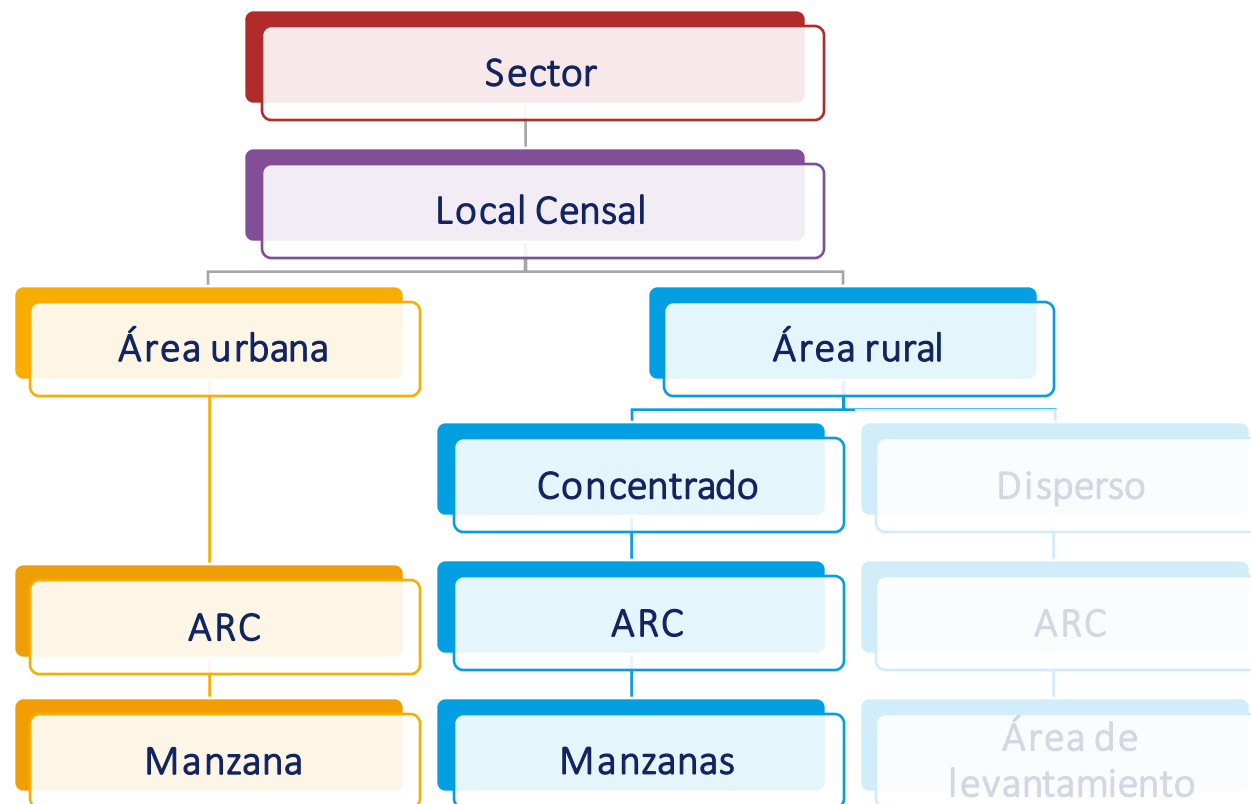 Sector
Local Censal
Área urbana
Área rural
Concentrado
Disperso
ARC
ARC
ARC
Manzana
Manzanas
Área de
levantamiento